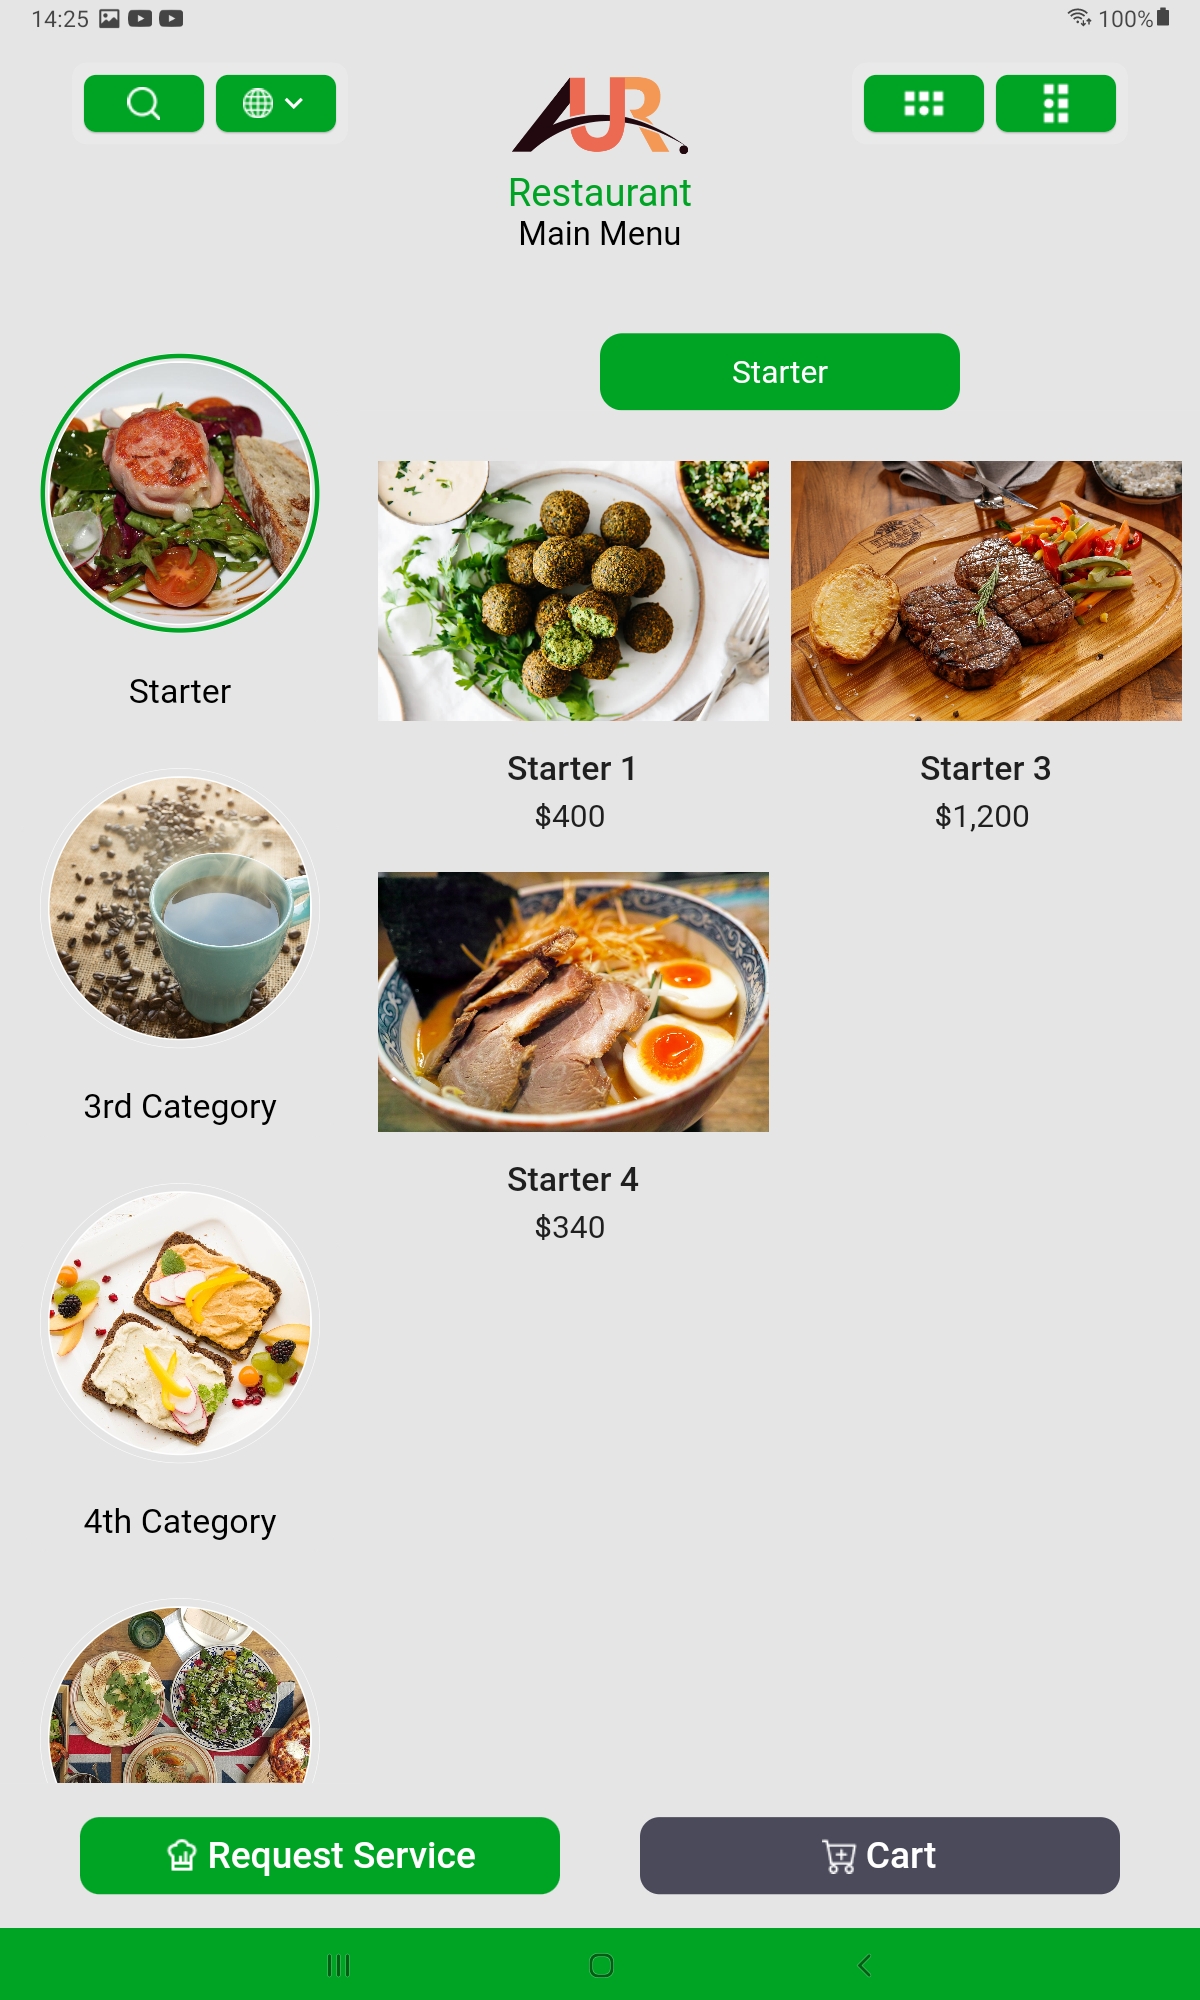 14:25
100%
AUR
Restaurant
Main Menu
Starter
Starter
Starter 1
$400
Starter 3
$1,200
3rd Category
Starter 4
$340
4th Category
Request Service
Cart